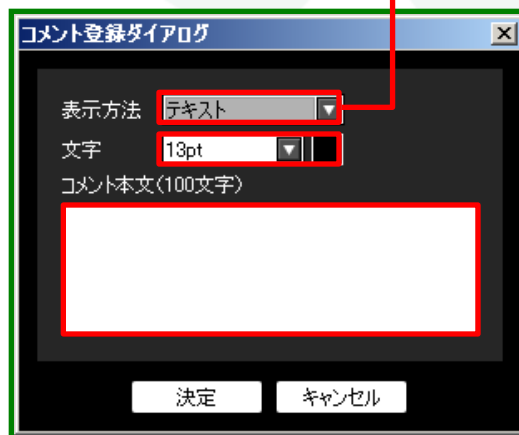 コメント登録ダイアログ
表示方法 テキスト
文字 13pt
コメント本文(100文字)
決定 キャンセル